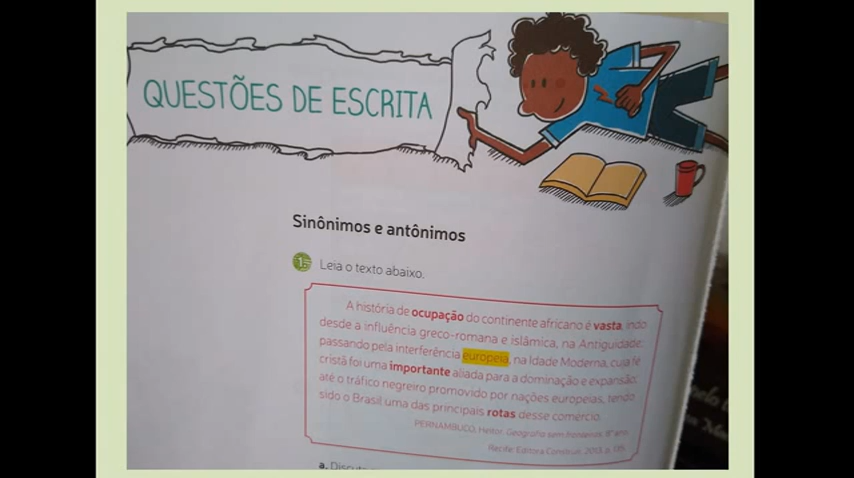 QUESTÕES DE ESCRITA
Sinônimos e antônimos
1. Leia o texto abaixo.
A história de ocupação do continente africano é vasta, indo
desde a influência greco-romana e islâmica, na Antiguidade;
passando pela interferência europeia, na Idade Moderna, cuja fé
cristã foi uma importante aliada para a dominação e expansão;
até o tráfico negreiro promovido por nações europeias, tendo
sido o Brasil uma das principais rotas desse comércio.
PERNAMBUCO, Heitor. Geografia sem fronteiras, 8º ano.
Recife: Editora Construir, 2013. p. 135.
a.